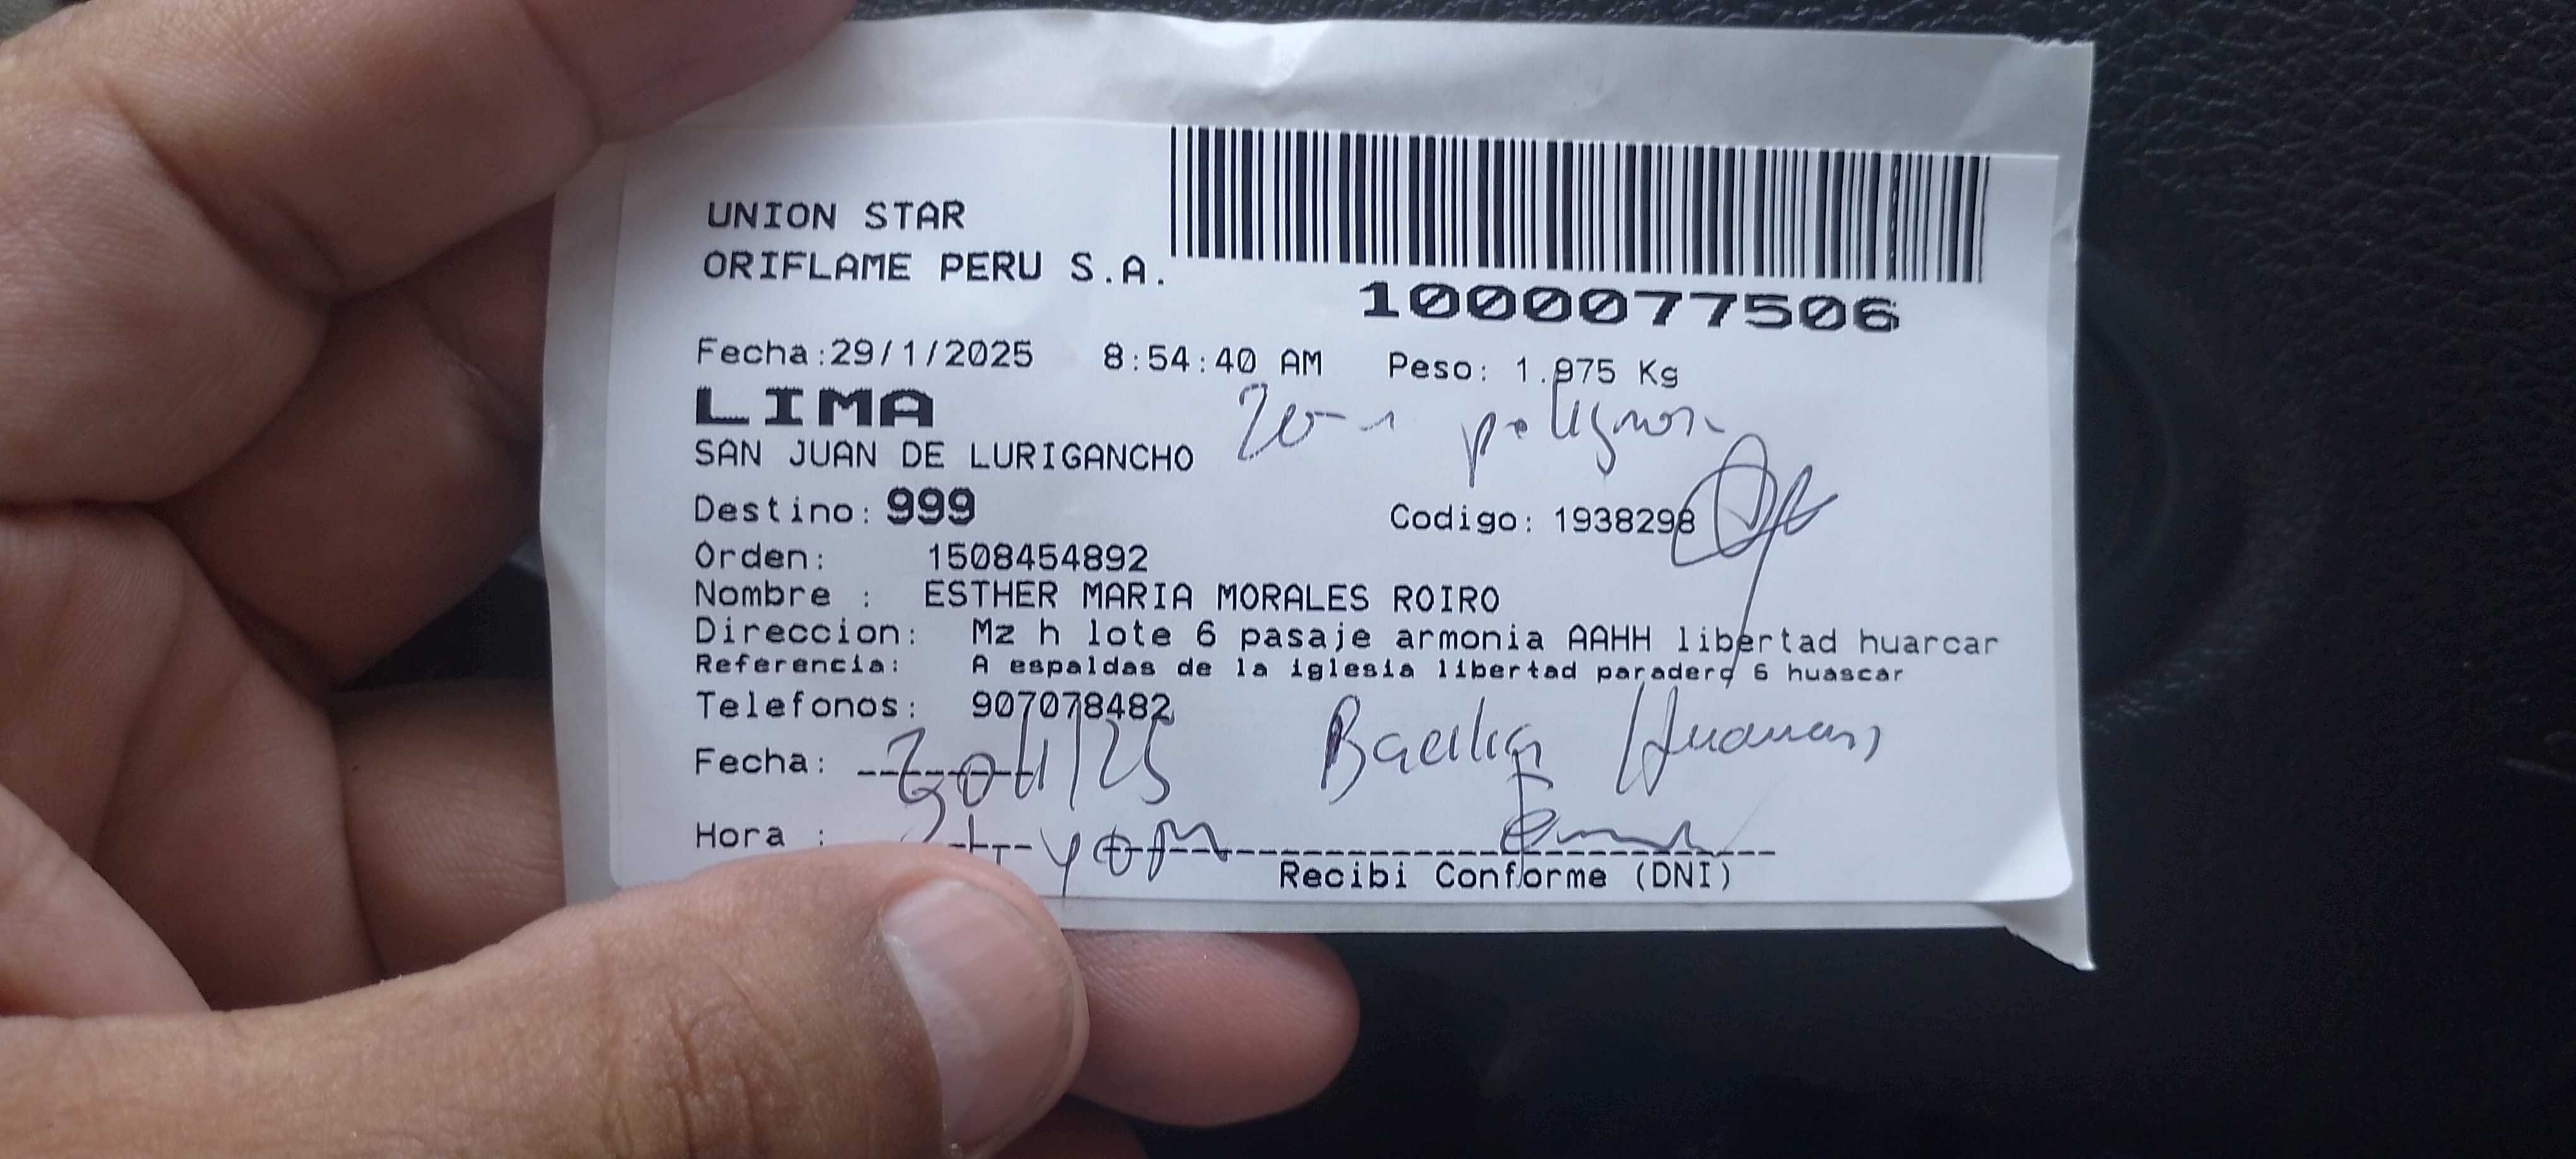 UNION STAR
ORIFLAME PERU S.A.
1000077506
Fecha:29/1/2025 8:54:40 AM Peso: 1.975 Kg
LIMA
SAN JUAN DE LURIGANCHO
Destino: 999 Codigo: 1938298
Orden: 1508454892
Nombre : ESTHER MARIA MORALES ROIRO
Direccion: Mz h lote 6 pasaje armonia AAHH libertad huarcar
Referencia: A espaldas de la iglesia libertad paradero 6 huascar
Telefonos: 907078482
Fecha: 30/1/25
Hora :
Recibi Conforme (DNI)